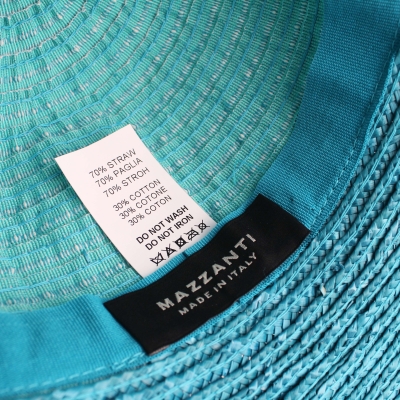 70% STRAW
70% PAGLIA
70% STROH
30% COTTON
30% COTONE
30% COTON
DO NOT WASH
DO NOT IRON
MAZZANTI
MADE IN ITALY